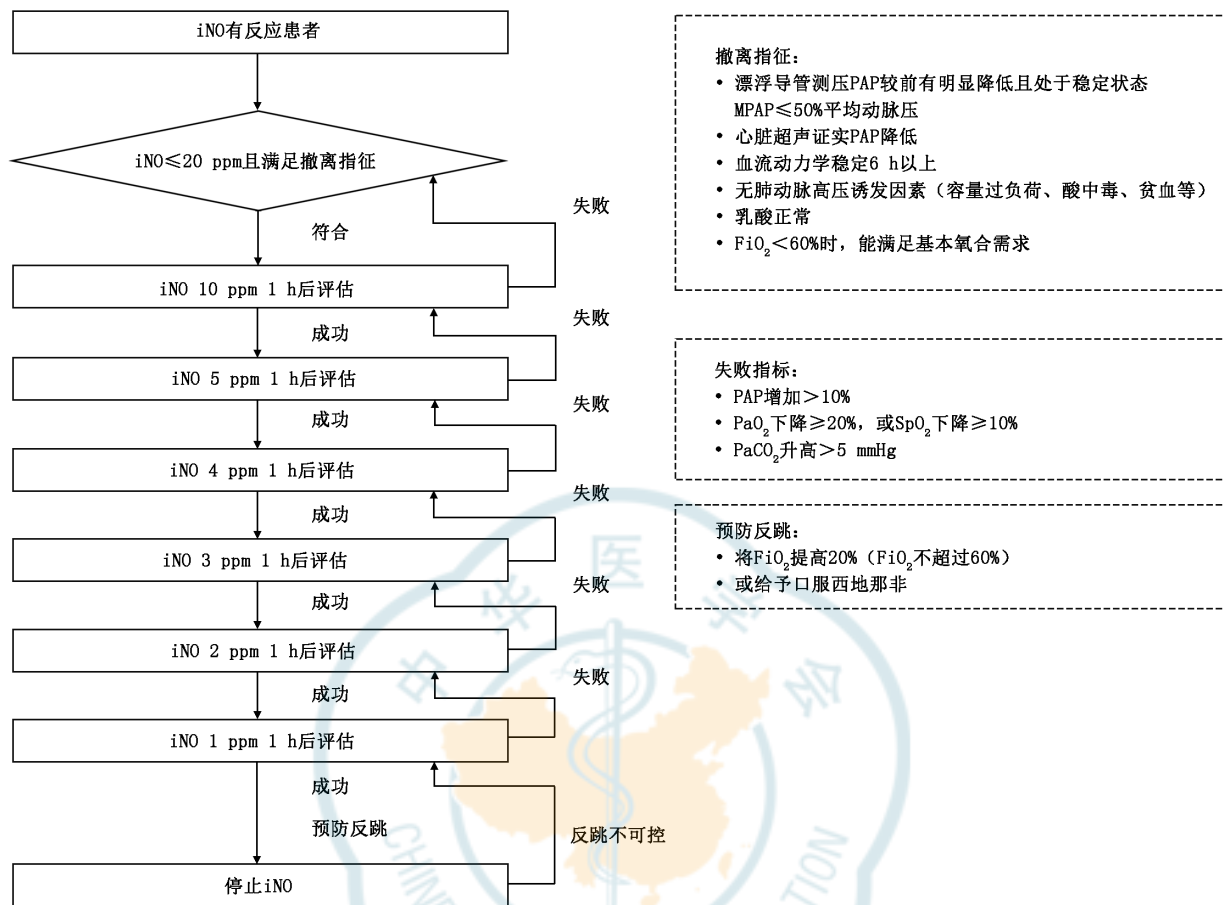 iNO有反应患者
iNO≤20 ppm且满足撤离指征
失败
符合
iNO 10 ppm 1 h后评估
失败
成功
iNO 5 ppm 1 h后评估
失败
成功
iNO 4 ppm 1 h后评估
失败
成功
iNO 3 ppm 1 h后评估
失败
成功
iNO 2 ppm 1 h后评估
失败
成功
iNO 1 ppm 1 h后评估
成功
预防反跳
反跳不可控
停止iNO
撤离指征：
• 漂浮导管测压PAP较前有明显降低且处于稳定状态
MPAP≤50%平均动脉压
• 心脏超声证实PAP降低
• 血流动力学稳定6 h以上
• 无肺动脉高压诱发因素（容量过负荷、酸中毒、贫血等）
• 乳酸正常
• FiO₂＜60%时，能满足基本氧合需求
失败指标：
• PAP增加＞10%
• PaO₂下降≥20%，或SpO₂下降≥10%
• PaCO₂升高＞5 mmHg
预防反跳：
• 将FiO₂提高20%（FiO₂不超过60%）
• 或给予口服西地那非
中华医学会